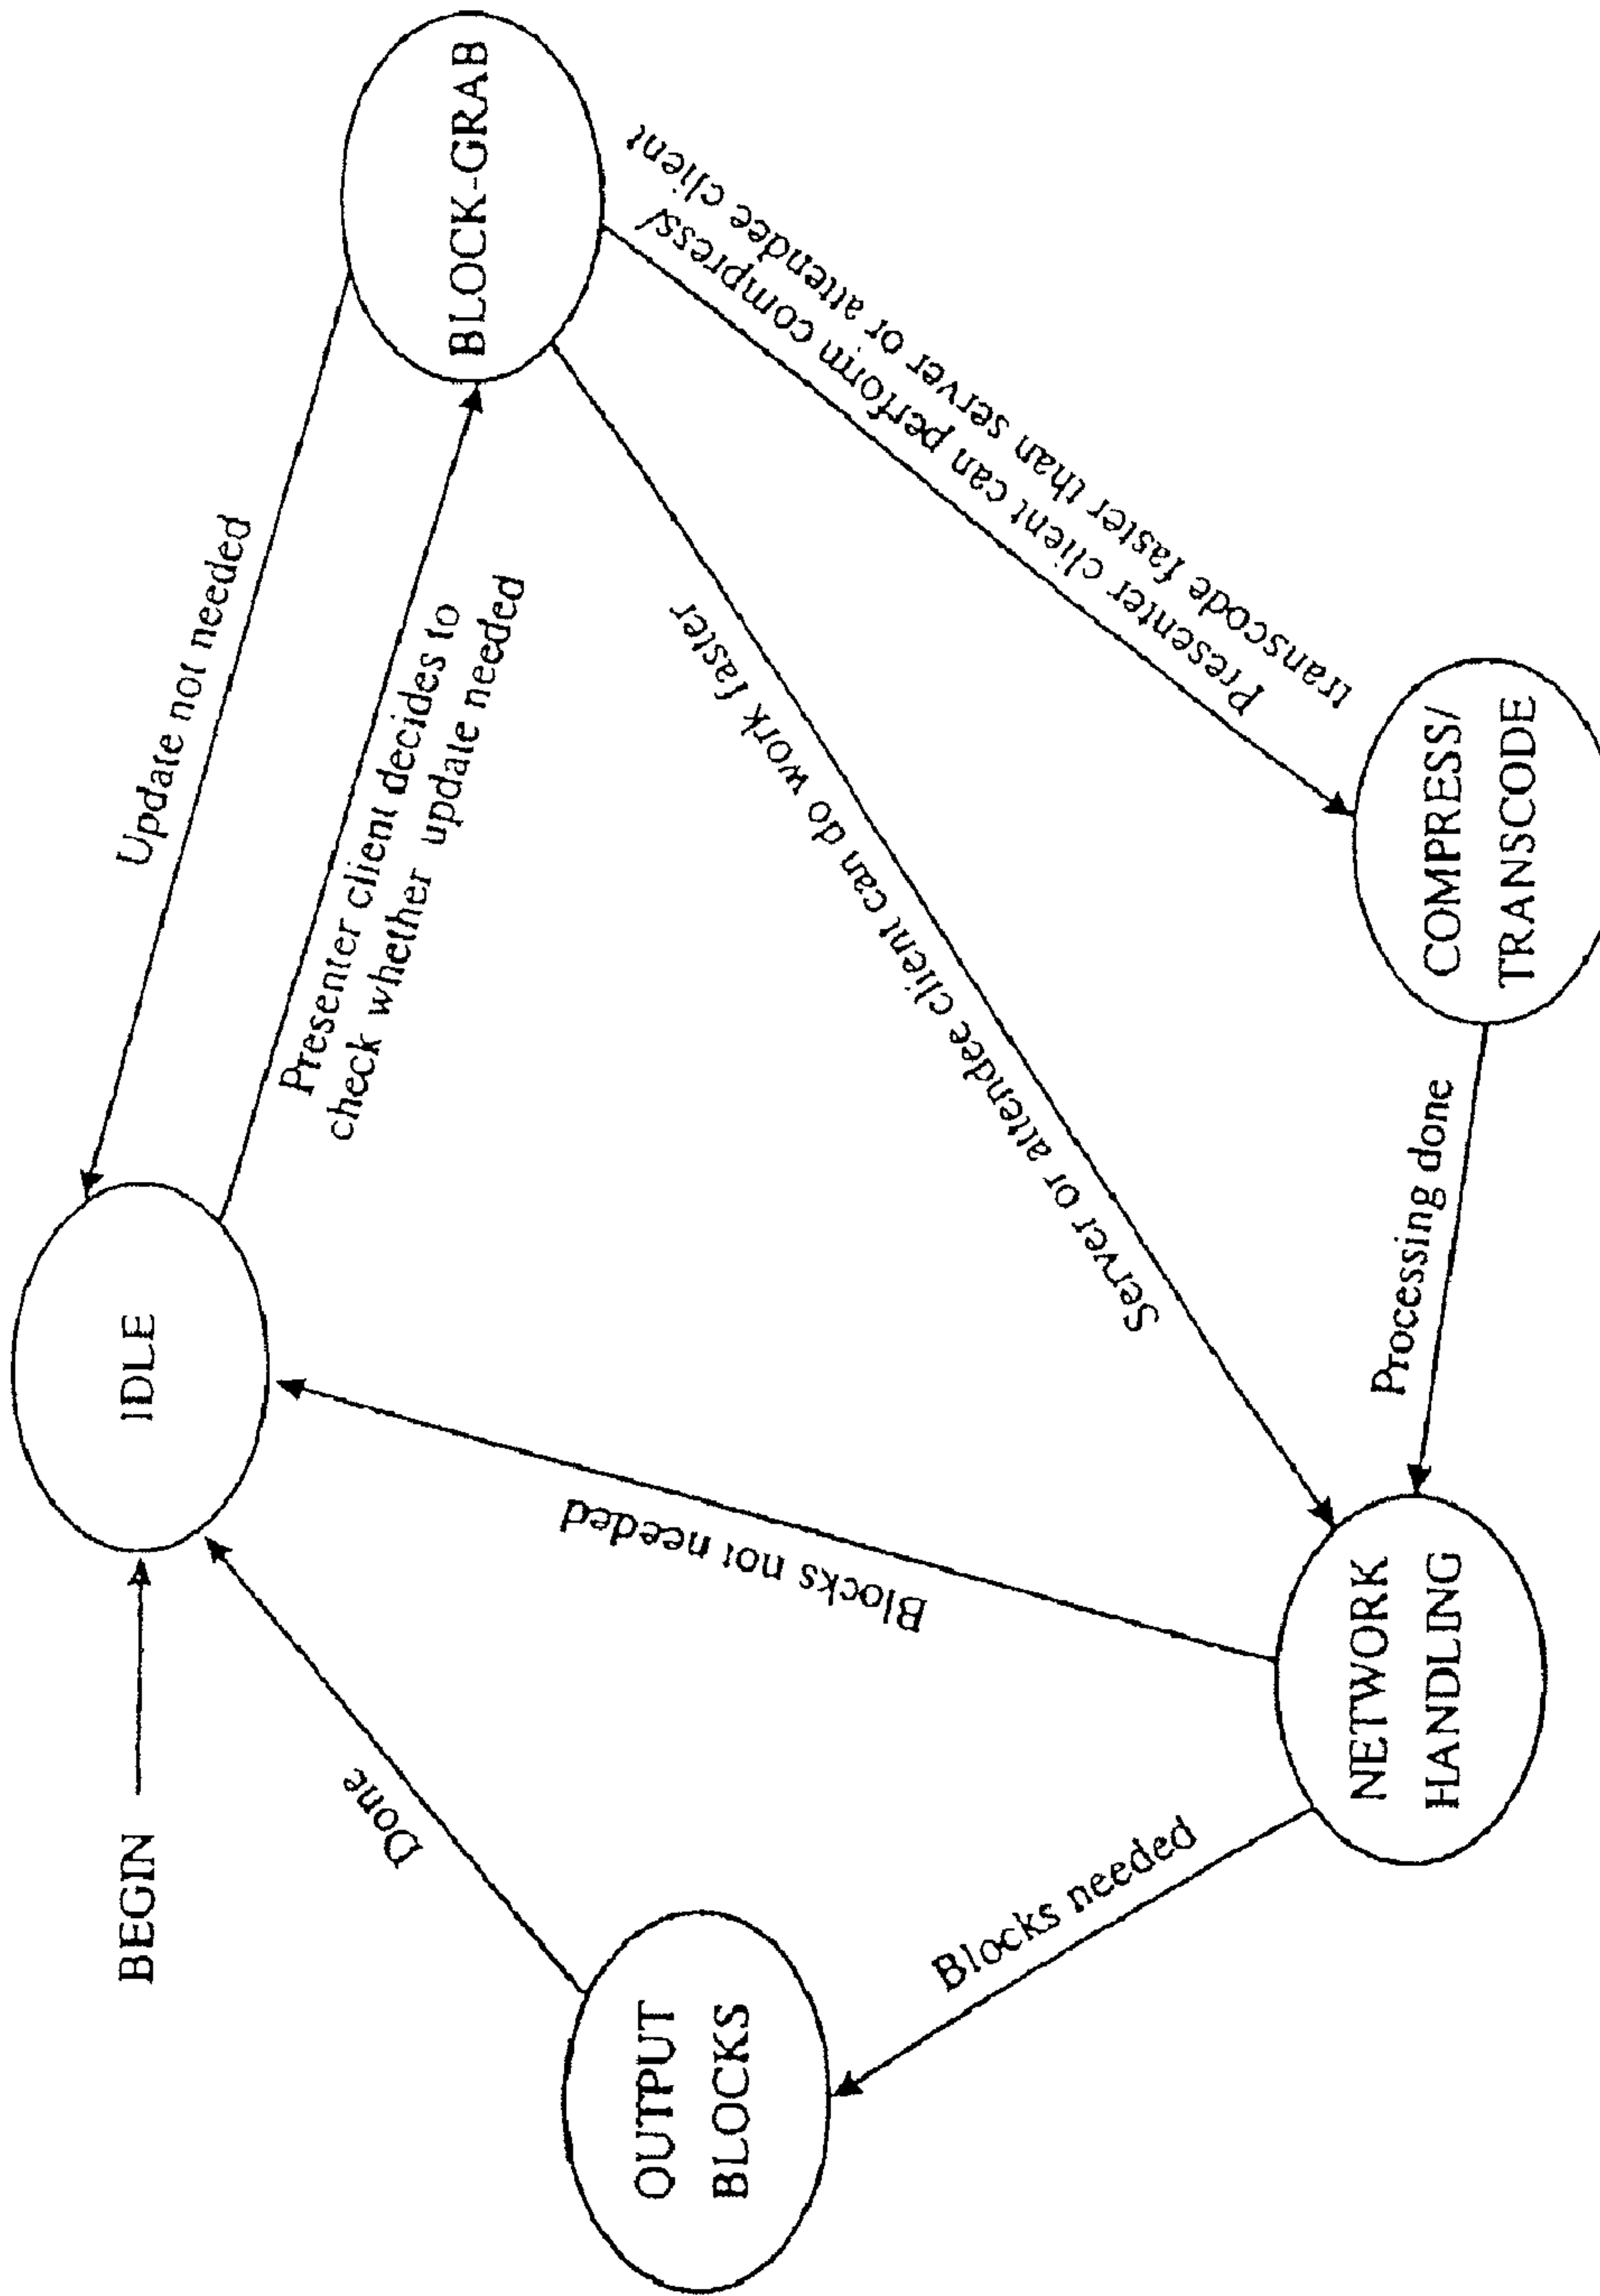 BEGIN
IDLE
Update not needed
Presenter client decides to
check whether update needed
BLOCK-GRAB
Done
Blocks not needed
Server or attendee client can do work faster
Presenter client can perform compress/
transcode faster than server or attendee client
OUTPUT
BLOCKS
Blocks needed
NETWORK
HANDLING
Processing done
COMPRESS/
TRANSCODE